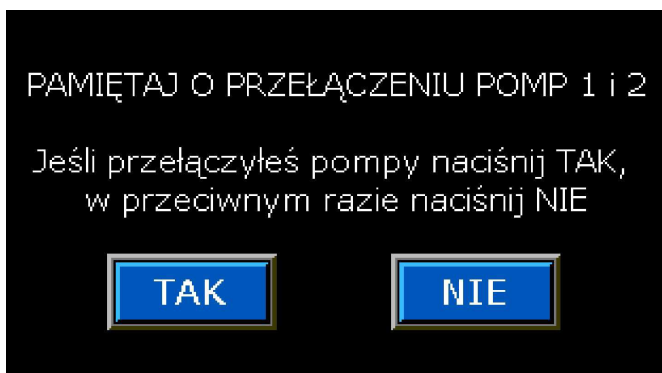 PAMIĘTAJ O PRZEŁĄCZENIU POMP 1 i 2
Jeśli przełączyłeś pompy naciśnij TAK,
w przeciwnym razie naciśnij NIE
TAK
NIE